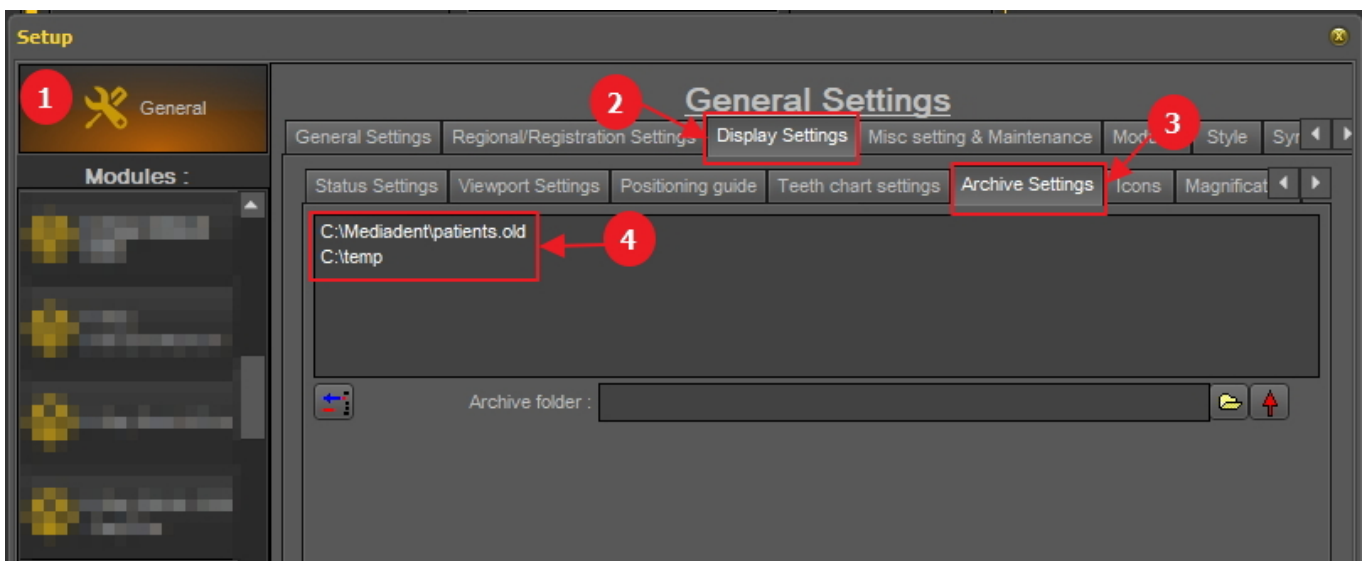 Setup
1
General
General Settings
2
3
General Settings
Regional/Registration Settings
Display Settings
Misc setting & Maintenance
Style
Modules :
Status Settings
Viewport Settings
Positioning guide
Teeth chart settings
Archive Settings
Icons
C:\Mediadent\patients.old
C:\temp
4
Archive folder :